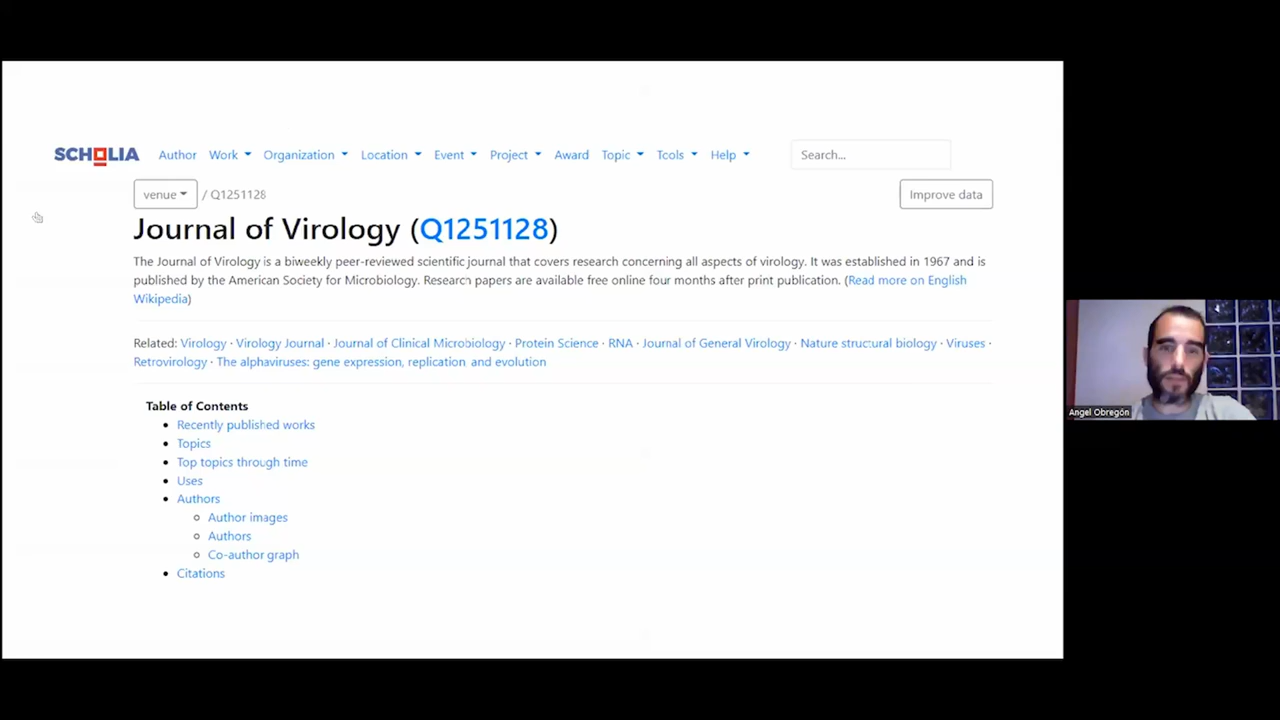 SCHOLIA Author Work Organization Location Event Project Award Topic Tools Help Search...
venue / Q1251128 Improve data
Journal of Virology (Q1251128)
The Journal of Virology is a biweekly peer-reviewed scientific journal that covers research concerning all aspects of virology. It was established in 1967 and is
published by the American Society for Microbiology. Research papers are available free online four months after print publication. (Read more on English
Wikipedia)
Related: Virology · Virology Journal · Journal of Clinical Microbiology · Protein Science · RNA · Journal of General Virology · Nature structural biology · Viruses ·
Retrovirology · The alphaviruses: gene expression, replication and evolution
Table of Contents
Recently published works
Topics
Top topics through time
Uses
Authors
Author images
Authors
Co-author graph
Citations
Angel Obregón